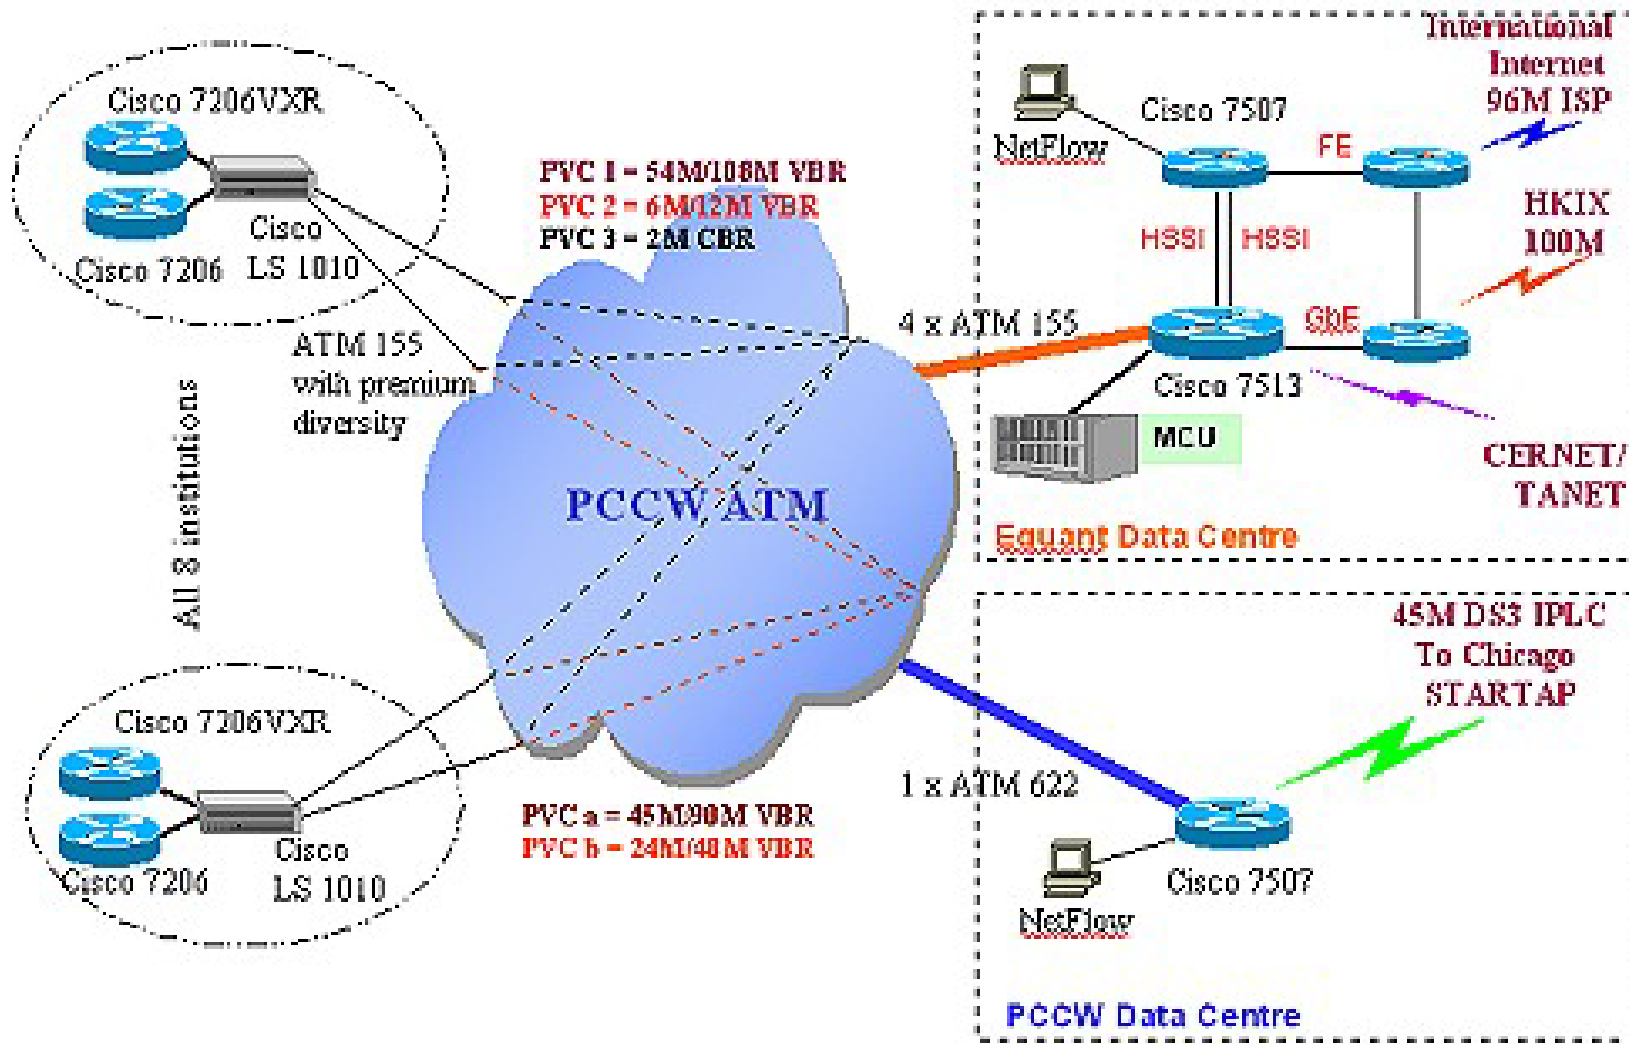 Cisco 7206VXR
Cisco 7206
Cisco
LS 1010
ATM 155
with premium
diversity
All 8 institutions
Cisco 7206VXR
Cisco 7206
Cisco
LS 1010
PVC 1 = 54M/108M VBR
PVC 2 = 6M/12M VBR
PVC 3 = 2M CBR
PCCW ATM
PVC a = 45M/90M VBR
PVC b = 24M/48M VBR
4 x ATM 155
1 x ATM 622
International
Internet
96M ISP
Cisco 7507
NetFlow
FE
HKIX
100M
HSSI
HSSI
GbE
Cisco 7513
MCU
CERNET/
TANET
Equant Data Centre
45M DS3 IPLC
To Chicago
STARTAP
Cisco 7507
NetFlow
PCCW Data Centre